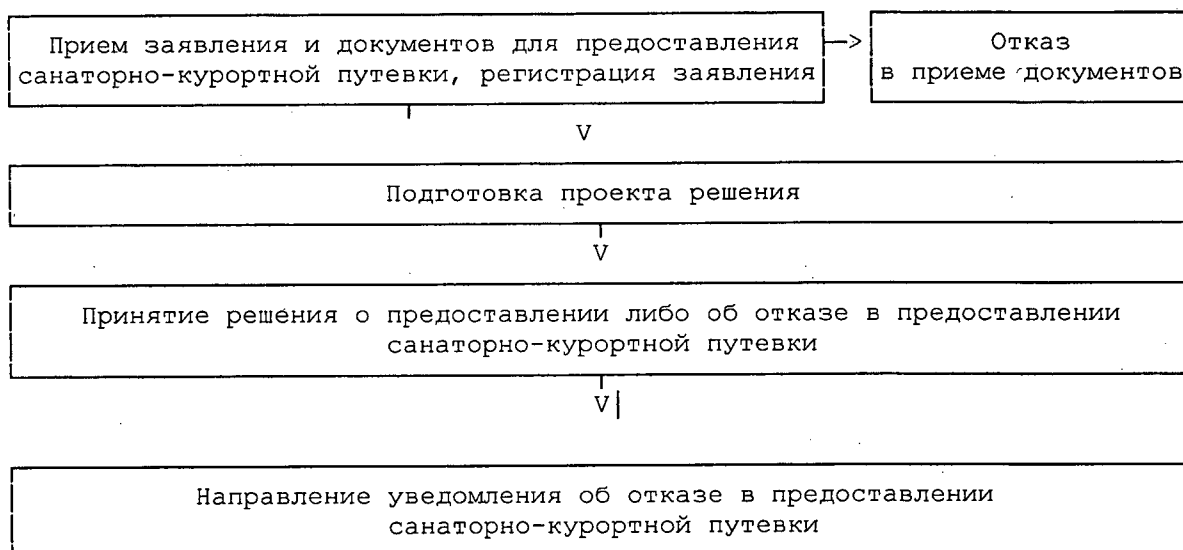 Прием заявления и документов для предоставления
санаторно-курортной путевки, регистрация заявления
—>
Отказ
в приеме документов
V
Подготовка проекта решения
V
Принятие решения о предоставлении либо об отказе в предоставлении
санаторно-курортной путевки
V
Направление уведомления об отказе в предоставлении
санаторно-курортной путевки